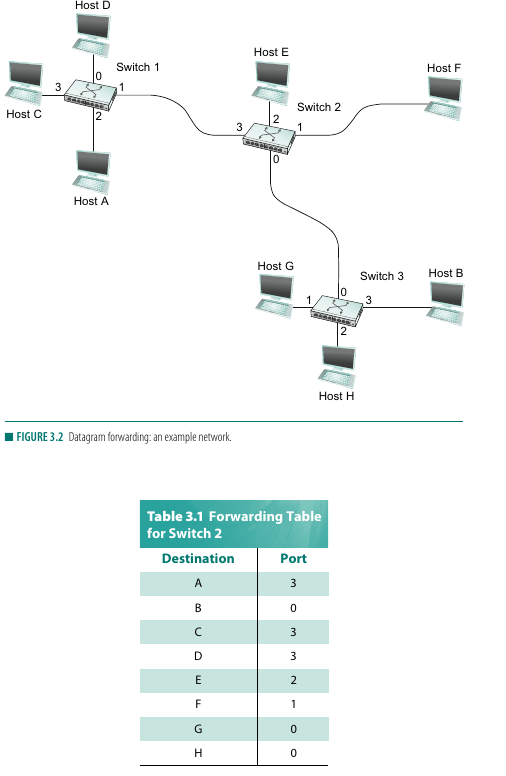 Host D
Switch 1
0
3
1
2
Host C
Host A
Host E
Switch 2
2
3
1
0
Host F
Host G
Switch 3
Host B
0
1
3
2
Host H
FIGURE 3.2 Datagram forwarding: an example network.
Table 3.1 Forwarding Table
for Switch 2
Destination Port
A 3
B 0
C 3
D 3
E 2
F 1
G 0
H 0